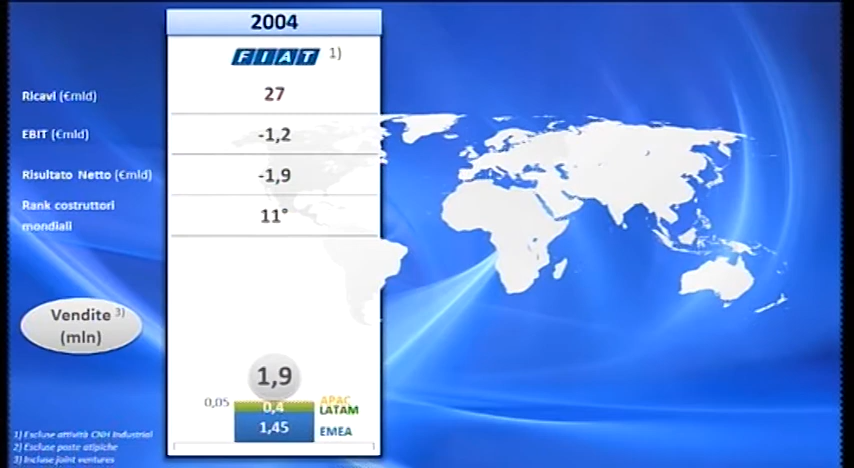 2004
FIAT 1)
Ricavi (€mld) 27
EBIT (€mld) -1,2
Risultato Netto (€mld) -1,9
Rank costruttori
mondiali 11°
Vendite 3)
(mln)
1,9
0,05 APAC
0,4 LATAM
1,45 EMEA
1) Escluse attività CNH Industrial
2) Escluse poste atipiche
3) Incluse joint ventures